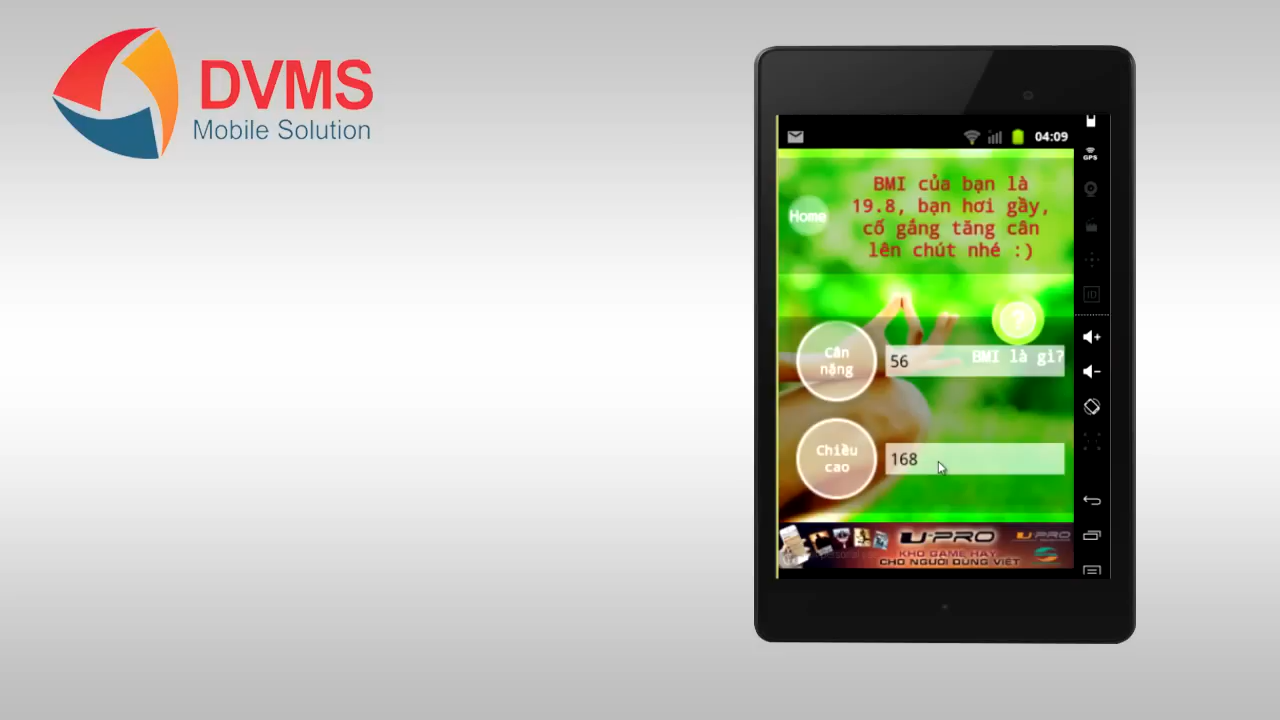 DVMS
Mobile Solution
04:09
GPS
BMI của bạn là
19.8, bạn hơi gầy,
cố gắng tăng cân
lên chút nhé :)
Home
?
BMI là gì?
Cân
nặng
56
Chiều
cao
168
ID
U-PRO
U PRO
KHO GAME HAY
CHO NGƯỜI DÙNG VIỆT